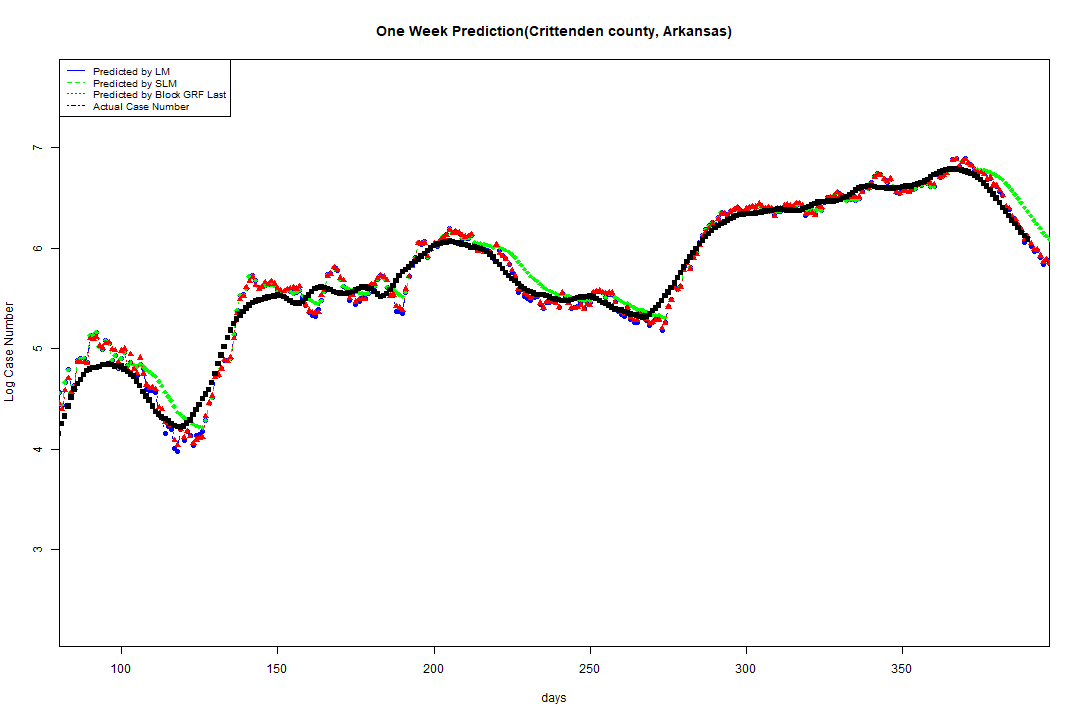 One Week Prediction(Crittenden county, Arkansas)
Predicted by LM
Predicted by SLM
Predicted by Block GRF Last
Actual Case Number
7
6
5
4
3
Log Case Number
100 150 200 250 300 350
days